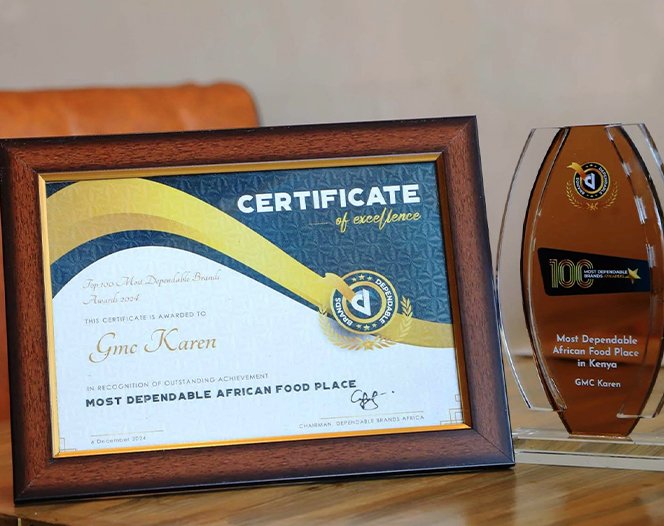 CERTIFICATE
of excellence
Top 100 Most Dependable Brands
Awards 2024
THIS CERTIFICATE IS AWARDED TO
Gmc Karen
IN RECOGNITION OF OUTSTANDING ACHIEVEMENT
MOST DEPENDABLE AFRICAN FOOD PLACE
6 December 2024
CHAIRMAN, DEPENDABLE BRANDS AFRICA
DEPENDABLE
BRANDS
100 MOST DEPENDABLE
BRANDS AWARDS
Most Dependable
African Food Place
in Kenya
GMC Karen